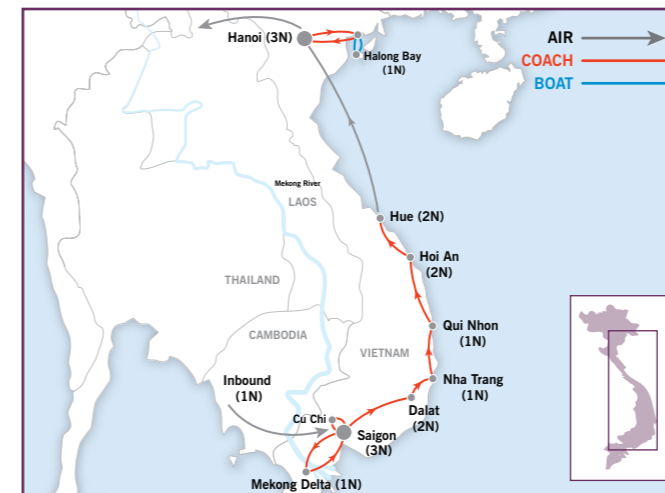 Hanoi (3N)
Halong Bay
(1N)
AIR
COACH
BOAT
Mekong River
LAOS
Hue (2N)
Hoi An
(2N)
THAILAND
CAMBODIA
VIETNAM
Qui Nhon
(1N)
Inbound
(1N)
Nha Trang
(1N)
Dalat
(2N)
Cu Chi
Saigon
(3N)
Mekong Delta (1N)